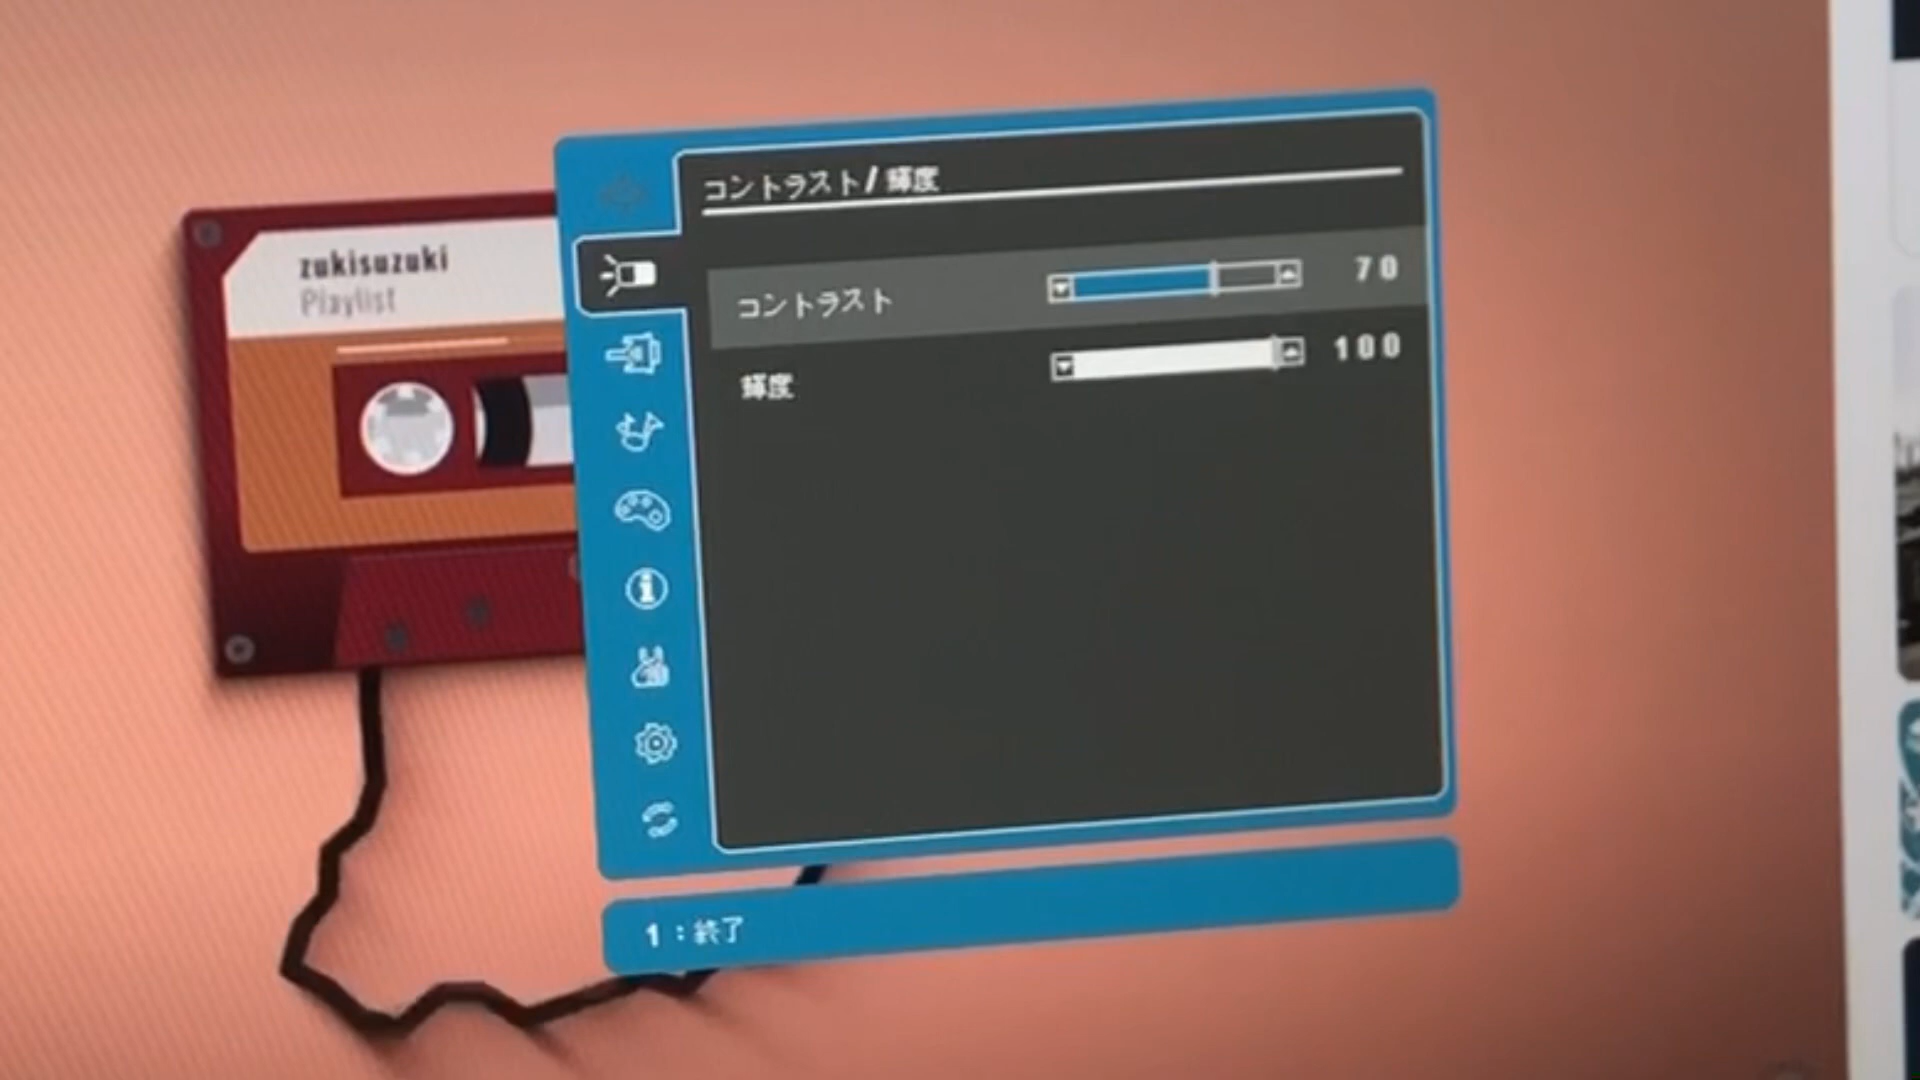 zukisuzuki
Playlist
コントラスト/輝度
コントラスト 70
輝度 100
1:終了